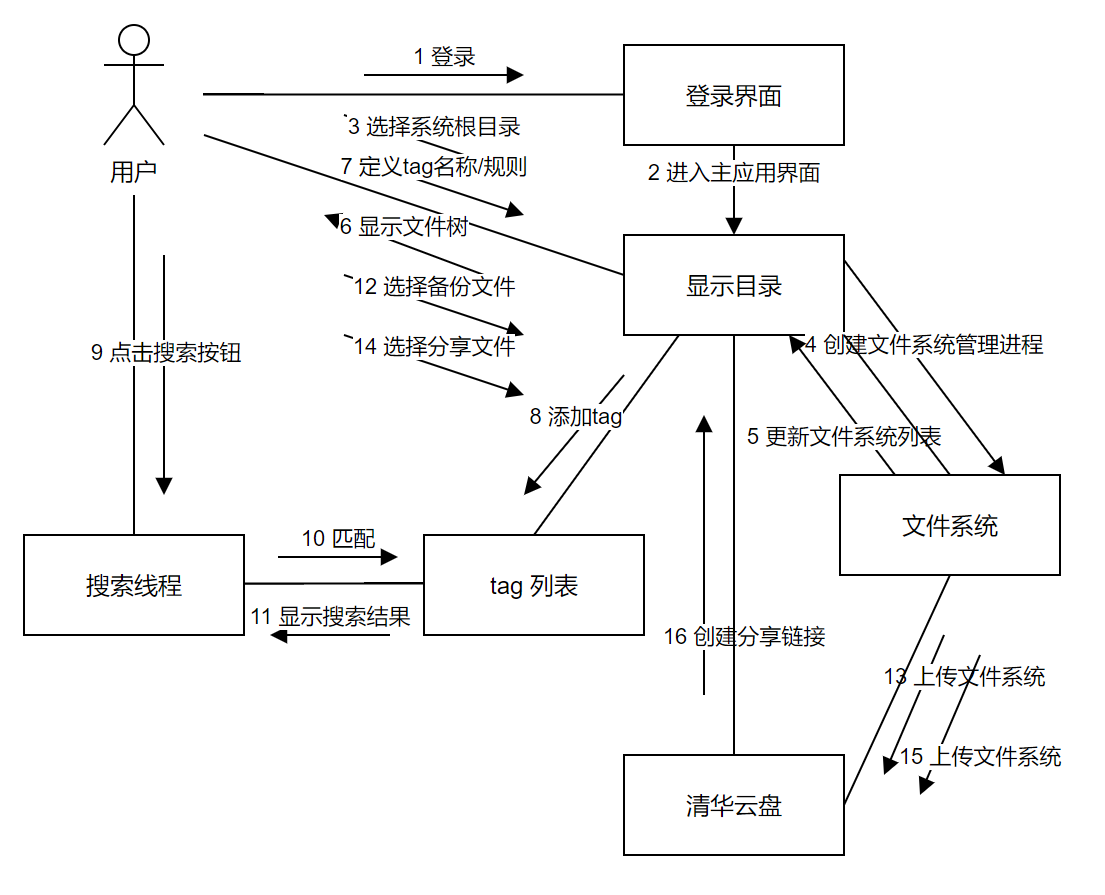 1 登录
登录界面
3 选择系统根目录
用户
7 定义tag名称/规则
2 进入主应用界面
6 显示文件树
12 选择备份文件
显示目录
9 点击搜索按钮
14 选择分享文件
4 创建文件系统管理进程
8 添加tag
5 更新文件系统列表
文件系统
10 匹配
搜索线程
tag 列表
11 显示搜索结果
16 创建分享链接
13 上传文件系统
15 上传文件系统
清华云盘